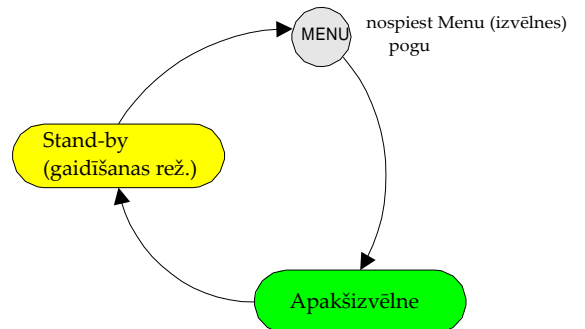 MENU
nospiest Menu (izvēlnes)
pogu
Stand-by
(gaidīšanas rež.)
Apakšizvēlne